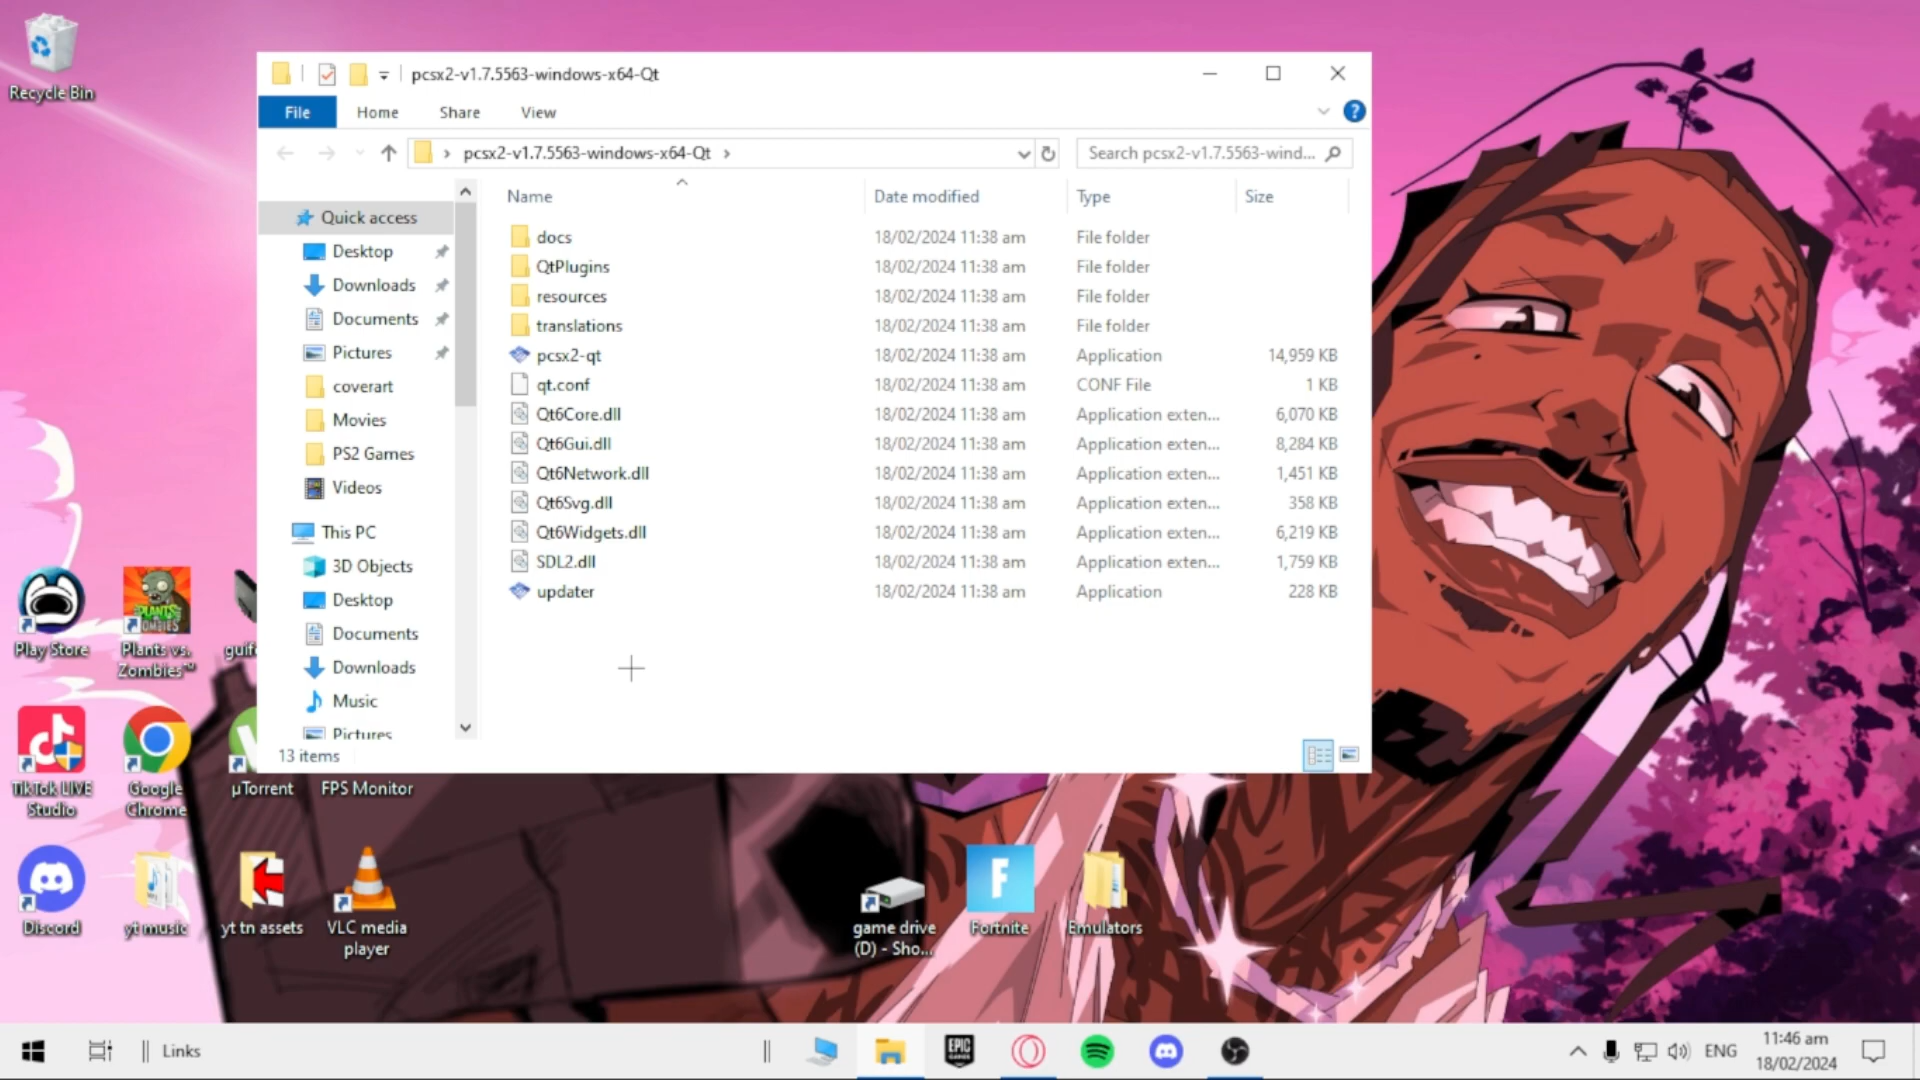 Recycle Bin
pcsx2-v1.7.5563-windows-x64-Qt
File Home Share View
pcsx2-v1.7.5563-windows-x64-Qt
Search pcsx2-v1.7.5563-wind...
Name Date modified Type Size
Quick access
Desktop
Downloads
Documents
Pictures
coverart
Movies
PS2 Games
Videos
This PC
3D Objects
Desktop
Documents
Downloads
Music
Pictures
docs 18/02/2024 11:38 am File folder
QtPlugins 18/02/2024 11:38 am File folder
resources 18/02/2024 11:38 am File folder
translations 18/02/2024 11:38 am File folder
pcsx2-qt 18/02/2024 11:38 am Application 14,959 KB
qt.conf 18/02/2024 11:38 am CONF File 1 KB
Qt6Core.dll 18/02/2024 11:38 am Application exten... 6,070 KB
Qt6Gui.dll 18/02/2024 11:38 am Application exten... 8,284 KB
Qt6Network.dll 18/02/2024 11:38 am Application exten... 1,451 KB
Qt6Svg.dll 18/02/2024 11:38 am Application exten... 358 KB
Qt6Widgets.dll 18/02/2024 11:38 am Application exten... 6,219 KB
SDL2.dll 18/02/2024 11:38 am Application exten... 1,759 KB
updater 18/02/2024 11:38 am Application 228 KB
13 items
PLANTS
ZOMBIES
Play Store
Plants vs.
Zombies™
TikTok LIVE
Studio
Google
Chrome
µTorrent
FPS Monitor
Discord
yt music
yt tn assets
VLC media
player
game drive
(D) - Sho...
F
Fortnite
Emulators
Links
EPIC
GAMES
ENG
11:46 am
18/02/2024